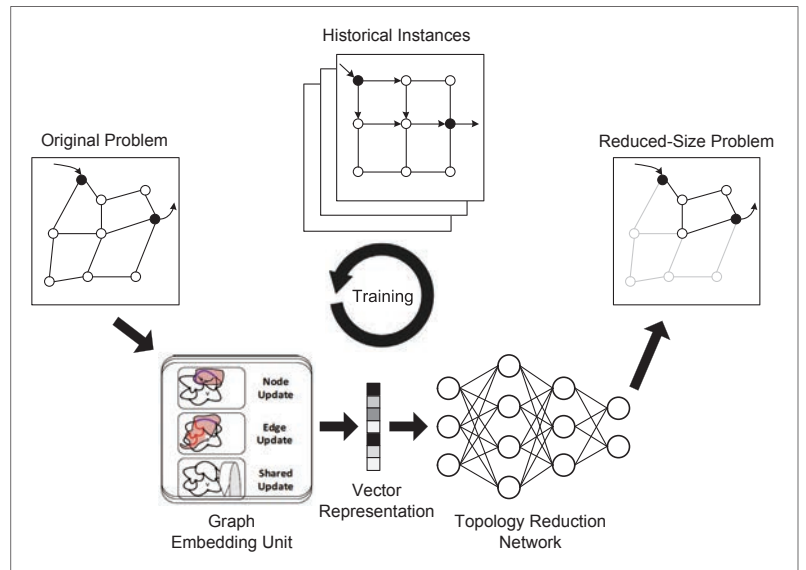 Historical Instances
Original Problem
Reduced-Size Problem
Training
Node
Update
Edge
Update
Shared
Update
Graph
Embedding Unit
Vector
Representation
Topology Reduction
Network